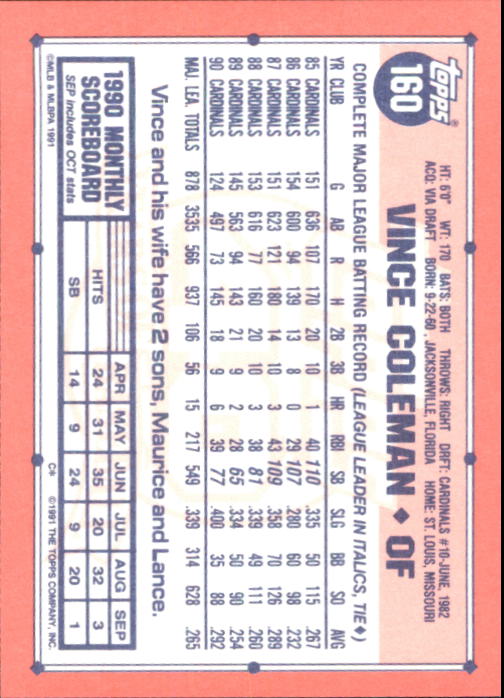 topps®
160
VINCE COLEMAN ♦ OF
HT: 6'0" WT: 170 BATS: BOTH THROWS: RIGHT DRFT: CARDINALS #10-JUNE, 1982
ACQ: VIA DRAFT BORN: 9-22-60, JACKSONVILLE, FLORIDA HOME: ST. LOUIS, MISSOURI
COMPLETE MAJOR LEAGUE BATTING RECORD (LEAGUE LEADER IN ITALICS, TIE♦)
YR CLUB G AB R H 2B 3B HR RBI SB SLG BB SO AVG
85 CARDINALS 151 636 107 170 20 10 1 40 110 .335 50 115 .267
86 CARDINALS 154 600 94 139 13 8 0 29 107 .280 60 98 .232
87 CARDINALS 151 623 121 180 14 10 3 43 109 .358 70 126 .289
88 CARDINALS 153 616 77 160 20 10 3 38 81 .339 49 111 .260
89 CARDINALS 145 563 94 143 21 9 2 28 65 .334 50 90 .254
90 CARDINALS 124 497 73 145 18 9 6 39 77 .400 35 88 .292
MAJ. LEA. TOTALS 878 3535 566 937 106 56 15 217 549 .339 314 628 .265
Vince and his wife have 2 sons, Maurice and Lance.
1990 MONTHLY
SCOREBOARD
SEP includes OCT stats
APR MAY JUN JUL AUG SEP
HITS 24 31 35 20 32 3
SB 14 9 24 9 20 1
©MLB & MLBPA 1991
C* ©1991 THE TOPPS COMPANY, INC.